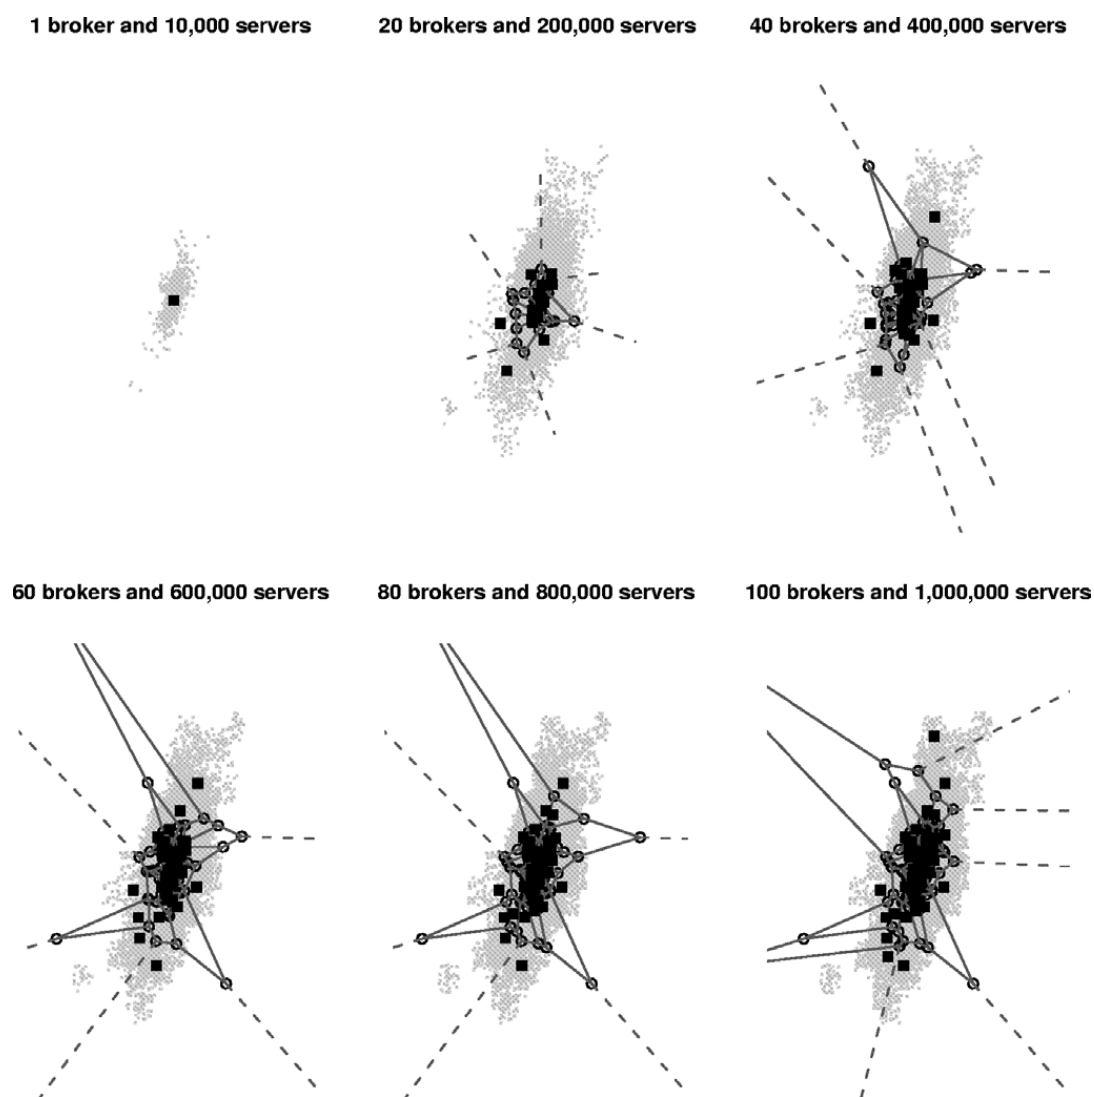 1 broker and 10,000 servers
20 brokers and 200,000 servers
40 brokers and 400,000 servers
60 brokers and 600,000 servers
80 brokers and 800,000 servers
100 brokers and 1,000,000 servers